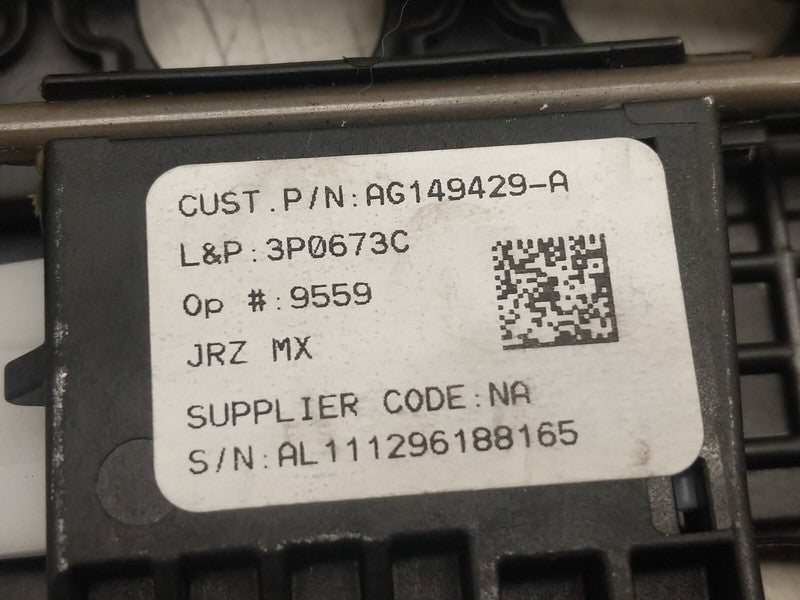 CUST.P/N:AG149429-A
L&P:3P0673C
Op #:9559
JRZ MX
SUPPLIER CODE:NA
S/N:AL111296188165